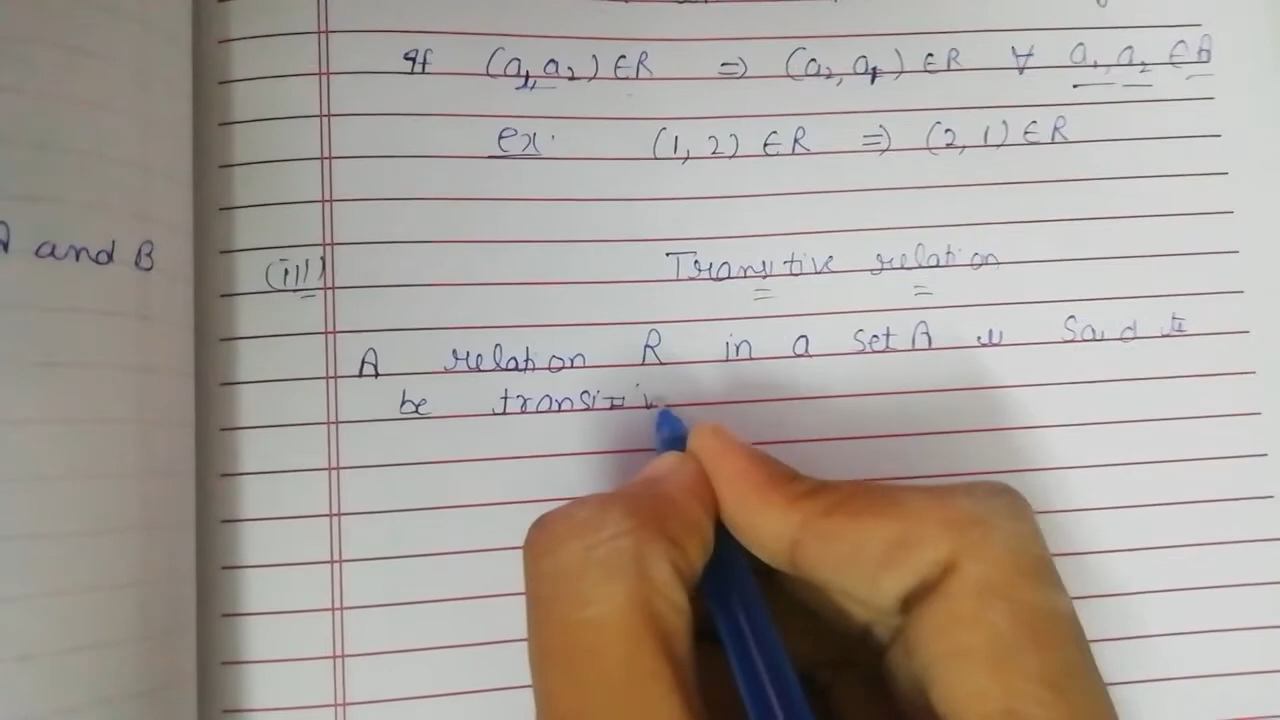 If (a1, a2) ∈ R ⇒ (a2, a1) ∈ R ∀ a1, a2 ∈ A
ex. (1, 2) ∈ R ⇒ (2, 1) ∈ R
and B
(iii) Transitive relation
A relation R in a set A is Said to
be transiti